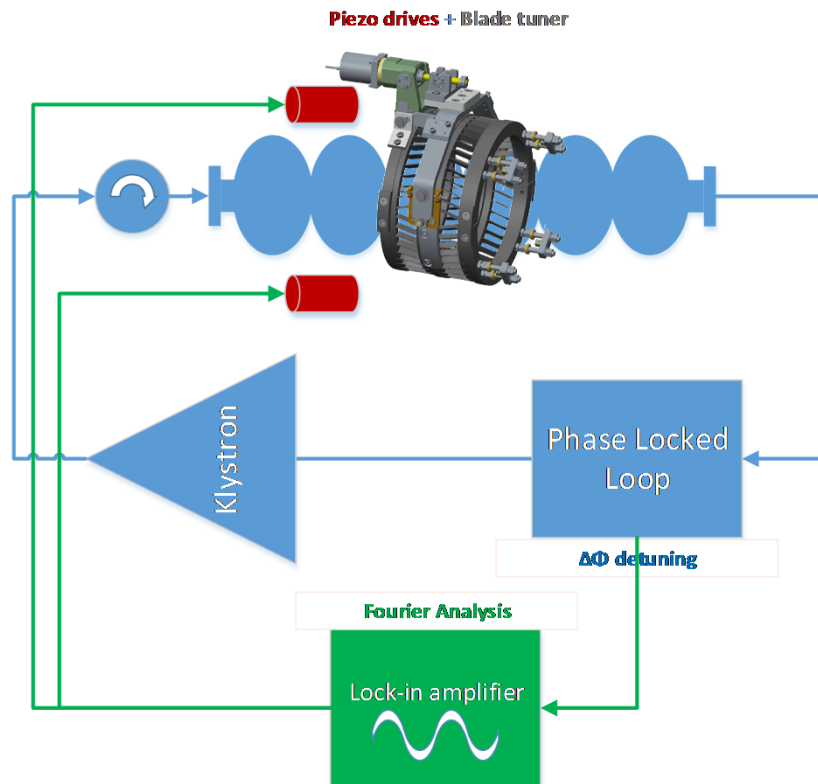 Piezo drives + Blade tuner
Klystron
Phase Locked
Loop
ΔΦ detuning
Fourier Analysis
Lock-in amplifier